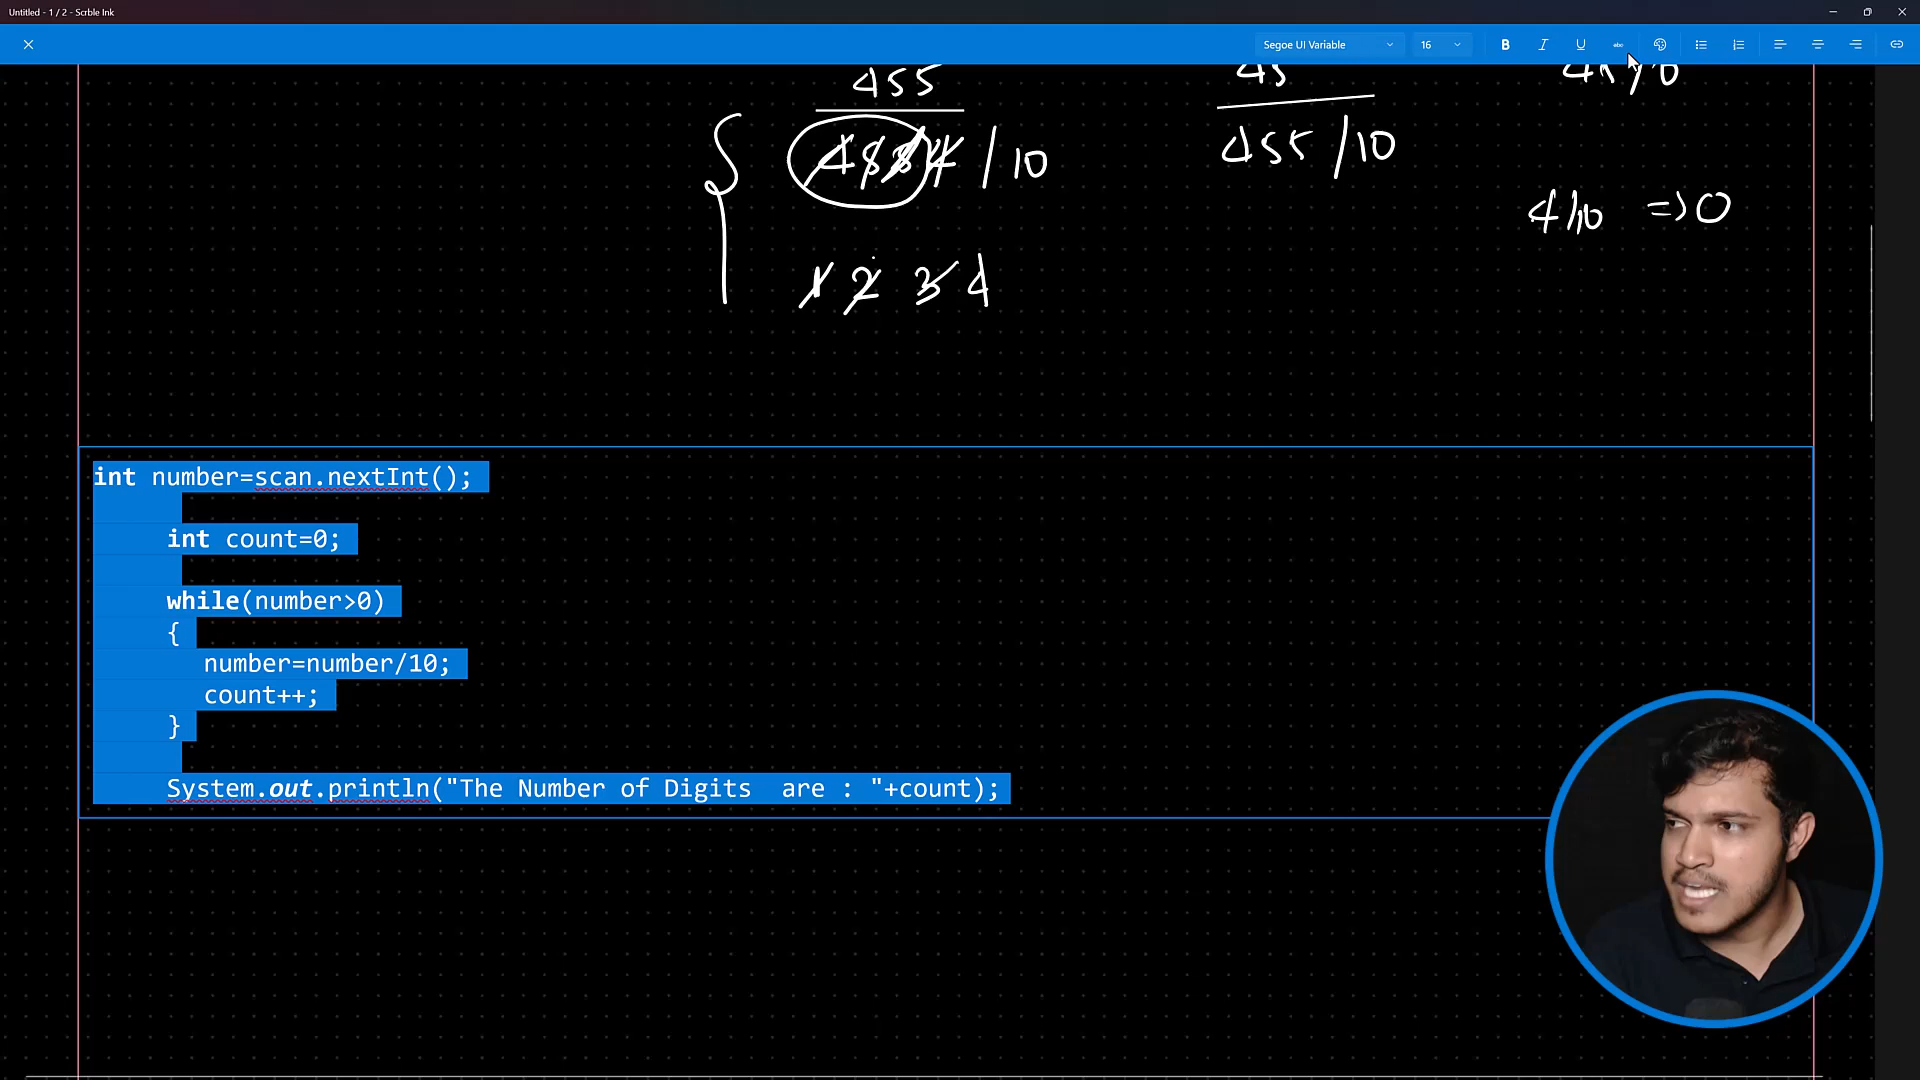 Untitled - 1 / 2 - Scrble Ink
Segoe UI Variable
16
B
I
U
abc
455
/ 10
1 2 3 4
455 /10
4/10 => 0
int number=scan.nextInt();
int count=0;
while(number>0)
{
number=number/10;
count++;
}
System.out.println("The Number of Digits  are : "+count);